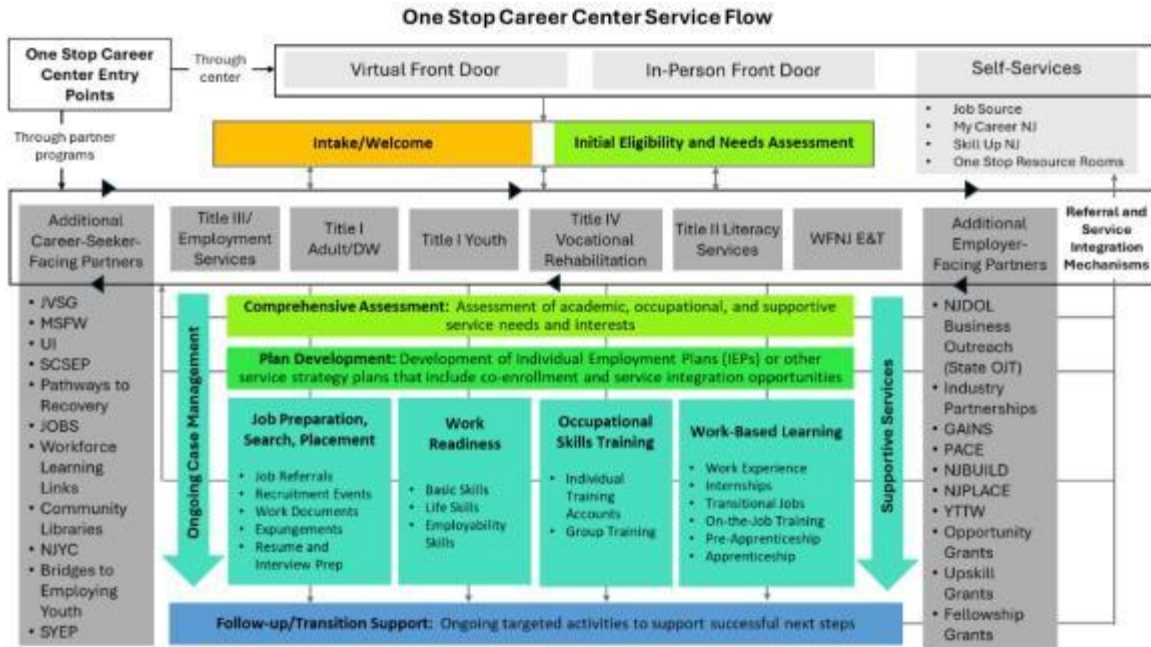 One Stop Career Center Service Flow
One Stop Career
Center Entry
Points
Through
center
Virtual Front Door
In-Person Front Door
Self-Services
• Job Source
• My Career NJ
• Skill Up NJ
• One Stop Resource Rooms
Through partner
programs
Intake/Welcome
Initial Eligibility and Needs Assessment
Additional
Career-Seeker-
Facing Partners
Title III/
Employment
Services
Title I
Adult/DW
Title I Youth
Title IV
Vocational
Rehabilitation
Title II Literacy
Services
WFNJ E&T
Additional
Employer-
Facing Partners
Referral and
Service
Integration
Mechanisms
• JVSG
• MSFW
• UI
• SCSEP
• Pathways to
Recovery
• JOBS
• Workforce
Learning
Links
• Community
Libraries
• NJYC
• Bridges to
Employing
Youth
• SYEP
Ongoing Case Management
Comprehensive Assessment: Assessment of academic, occupational, and supportive
service needs and interests
Plan Development: Development of Individual Employment Plans (IEPs) or other
service strategy plans that include co-enrollment and service integration opportunities
Job Preparation,
Search, Placement
• Job Referrals
• Recruitment Events
• Work Documents
• Expungements
• Resume and
Interview Prep
Work
Readiness
• Basic Skills
• Life Skills
• Employability
Skills
Occupational
Skills Training
• Individual
Training
Accounts
• Group Training
Work-Based Learning
• Work Experience
• Internships
• Transitional Jobs
• On-the-Job Training
• Pre-Apprenticeship
• Apprenticeship
Supportive Services
• NJDOL
Business
Outreach
(State OJT)
• Industry
Partnerships
• GAINS
• PACE
• NJBUILD
• NJPLACE
• YTTW
• Opportunity
Grants
• Upskill
Grants
• Fellowship
Grants
Follow-up/Transition Support: Ongoing targeted activities to support successful next steps